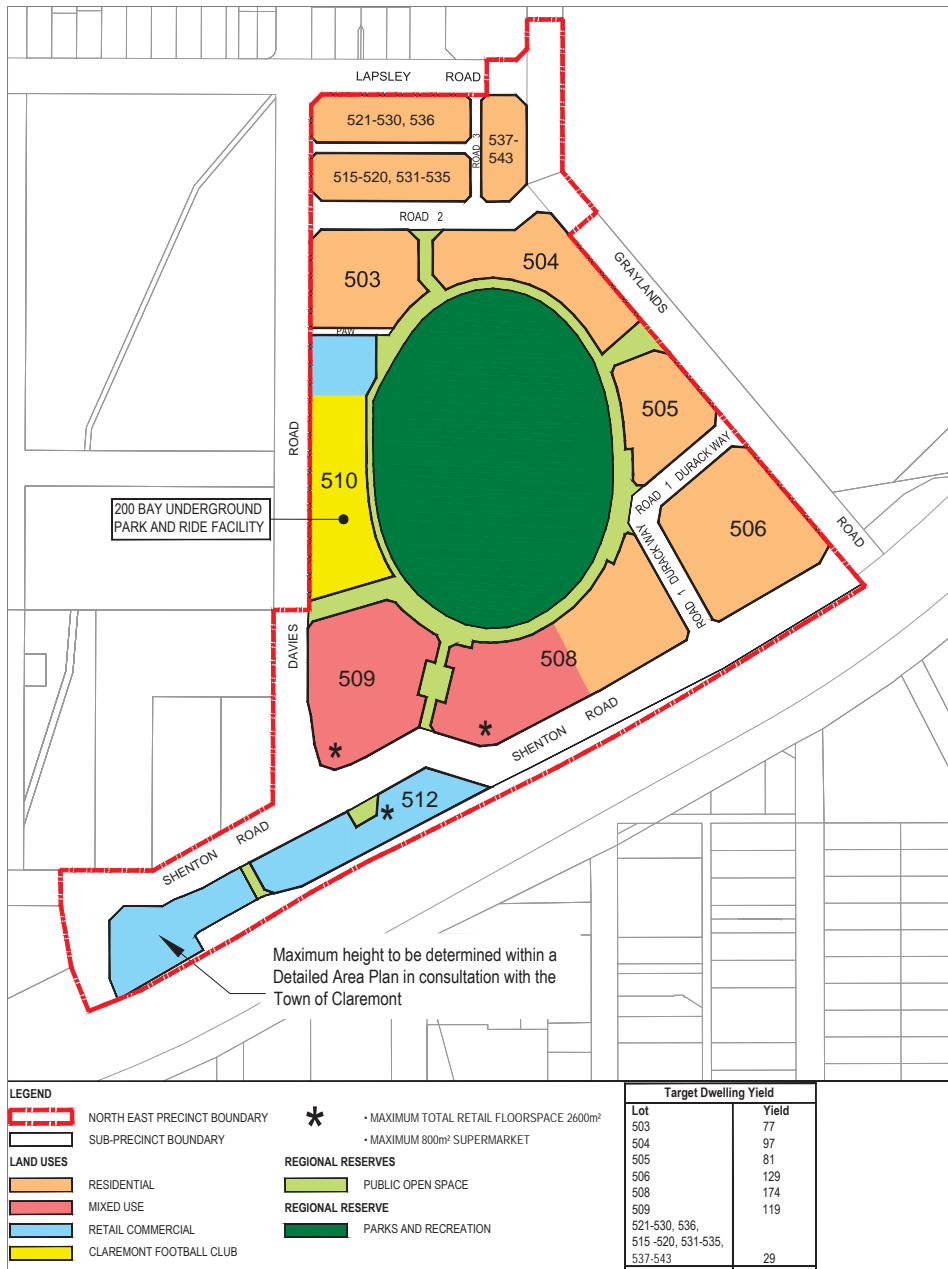 LAPSLEY ROAD
521-530, 536
ROAD 3
537-
543
515-520, 531-535
ROAD 2
503
504
GRAYLANDS
PAW
505
ROAD
510
ROAD 1 DURACK WAY
200 BAY UNDERGROUND
PARK AND RIDE FACILITY
506
ROAD
ROAD 1 DURACK WAY
DAVIES
509
508
*
*
SHENTON ROAD
512
*
SHENTON ROAD
Maximum height to be determined within a
Detailed Area Plan in consultation with the
Town of Claremont
LEGEND
NORTH EAST PRECINCT BOUNDARY
SUB-PRECINCT BOUNDARY
LAND USES
RESIDENTIAL
MIXED USE
RETAIL COMMERCIAL
CLAREMONT FOOTBALL CLUB
* • MAXIMUM TOTAL RETAIL FLOORSPACE 2600m²
• MAXIMUM 800m² SUPERMARKET
REGIONAL RESERVES
PUBLIC OPEN SPACE
REGIONAL RESERVE
PARKS AND RECREATION
Target Dwelling Yield
Lot Yield
503 77
504 97
505 81
506 129
508 174
509 119
521-530, 536,
515 -520, 531-535,
537-543 29